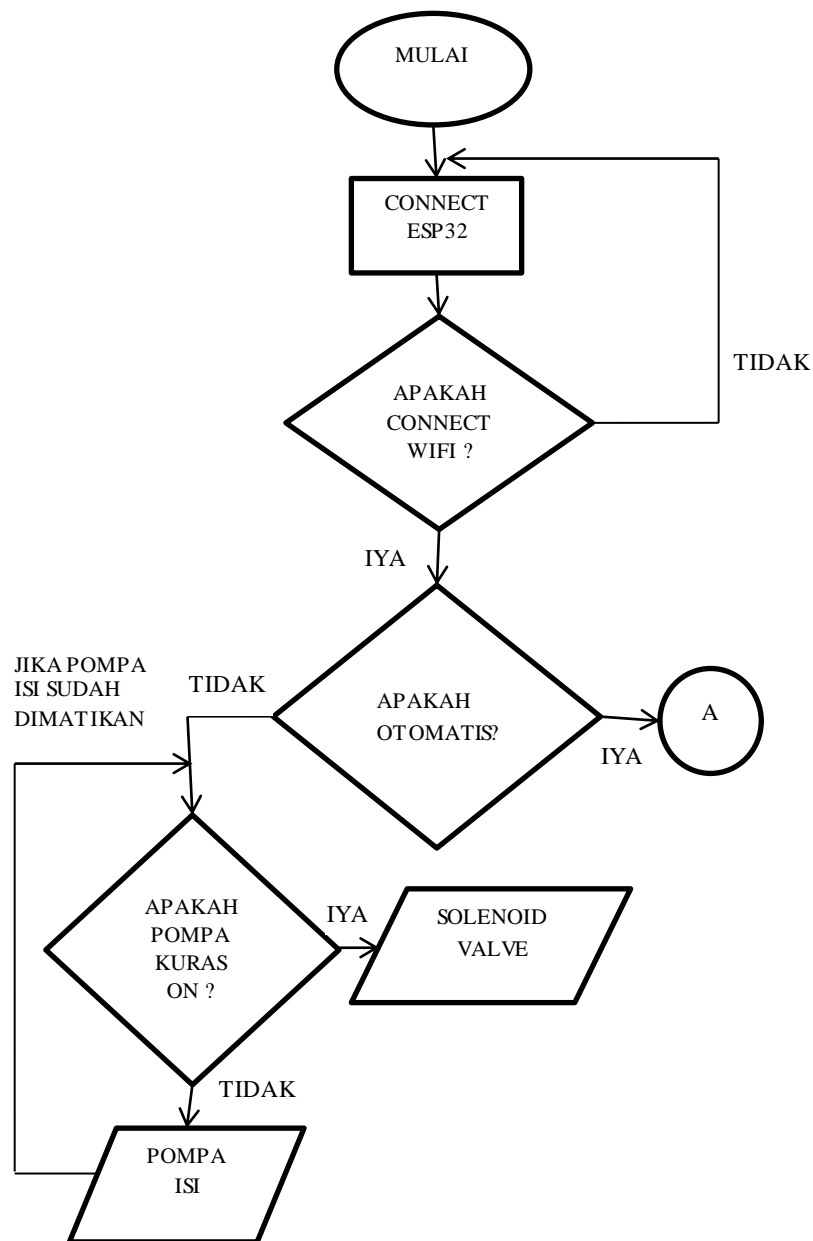 MULAI
CONNECT
ESP32
TIDAK
APAKAH
CONNECT
WIFI ?
IYA
JIKA POMPA
ISI SUDAH
DIMATIKAN
TIDAK
APAKAH
OTOMATIS?
IYA
A
APAKAH
POMPA
KURAS
ON ?
IYA
SOLENOID
VALVE
TIDAK
POMPA
ISI